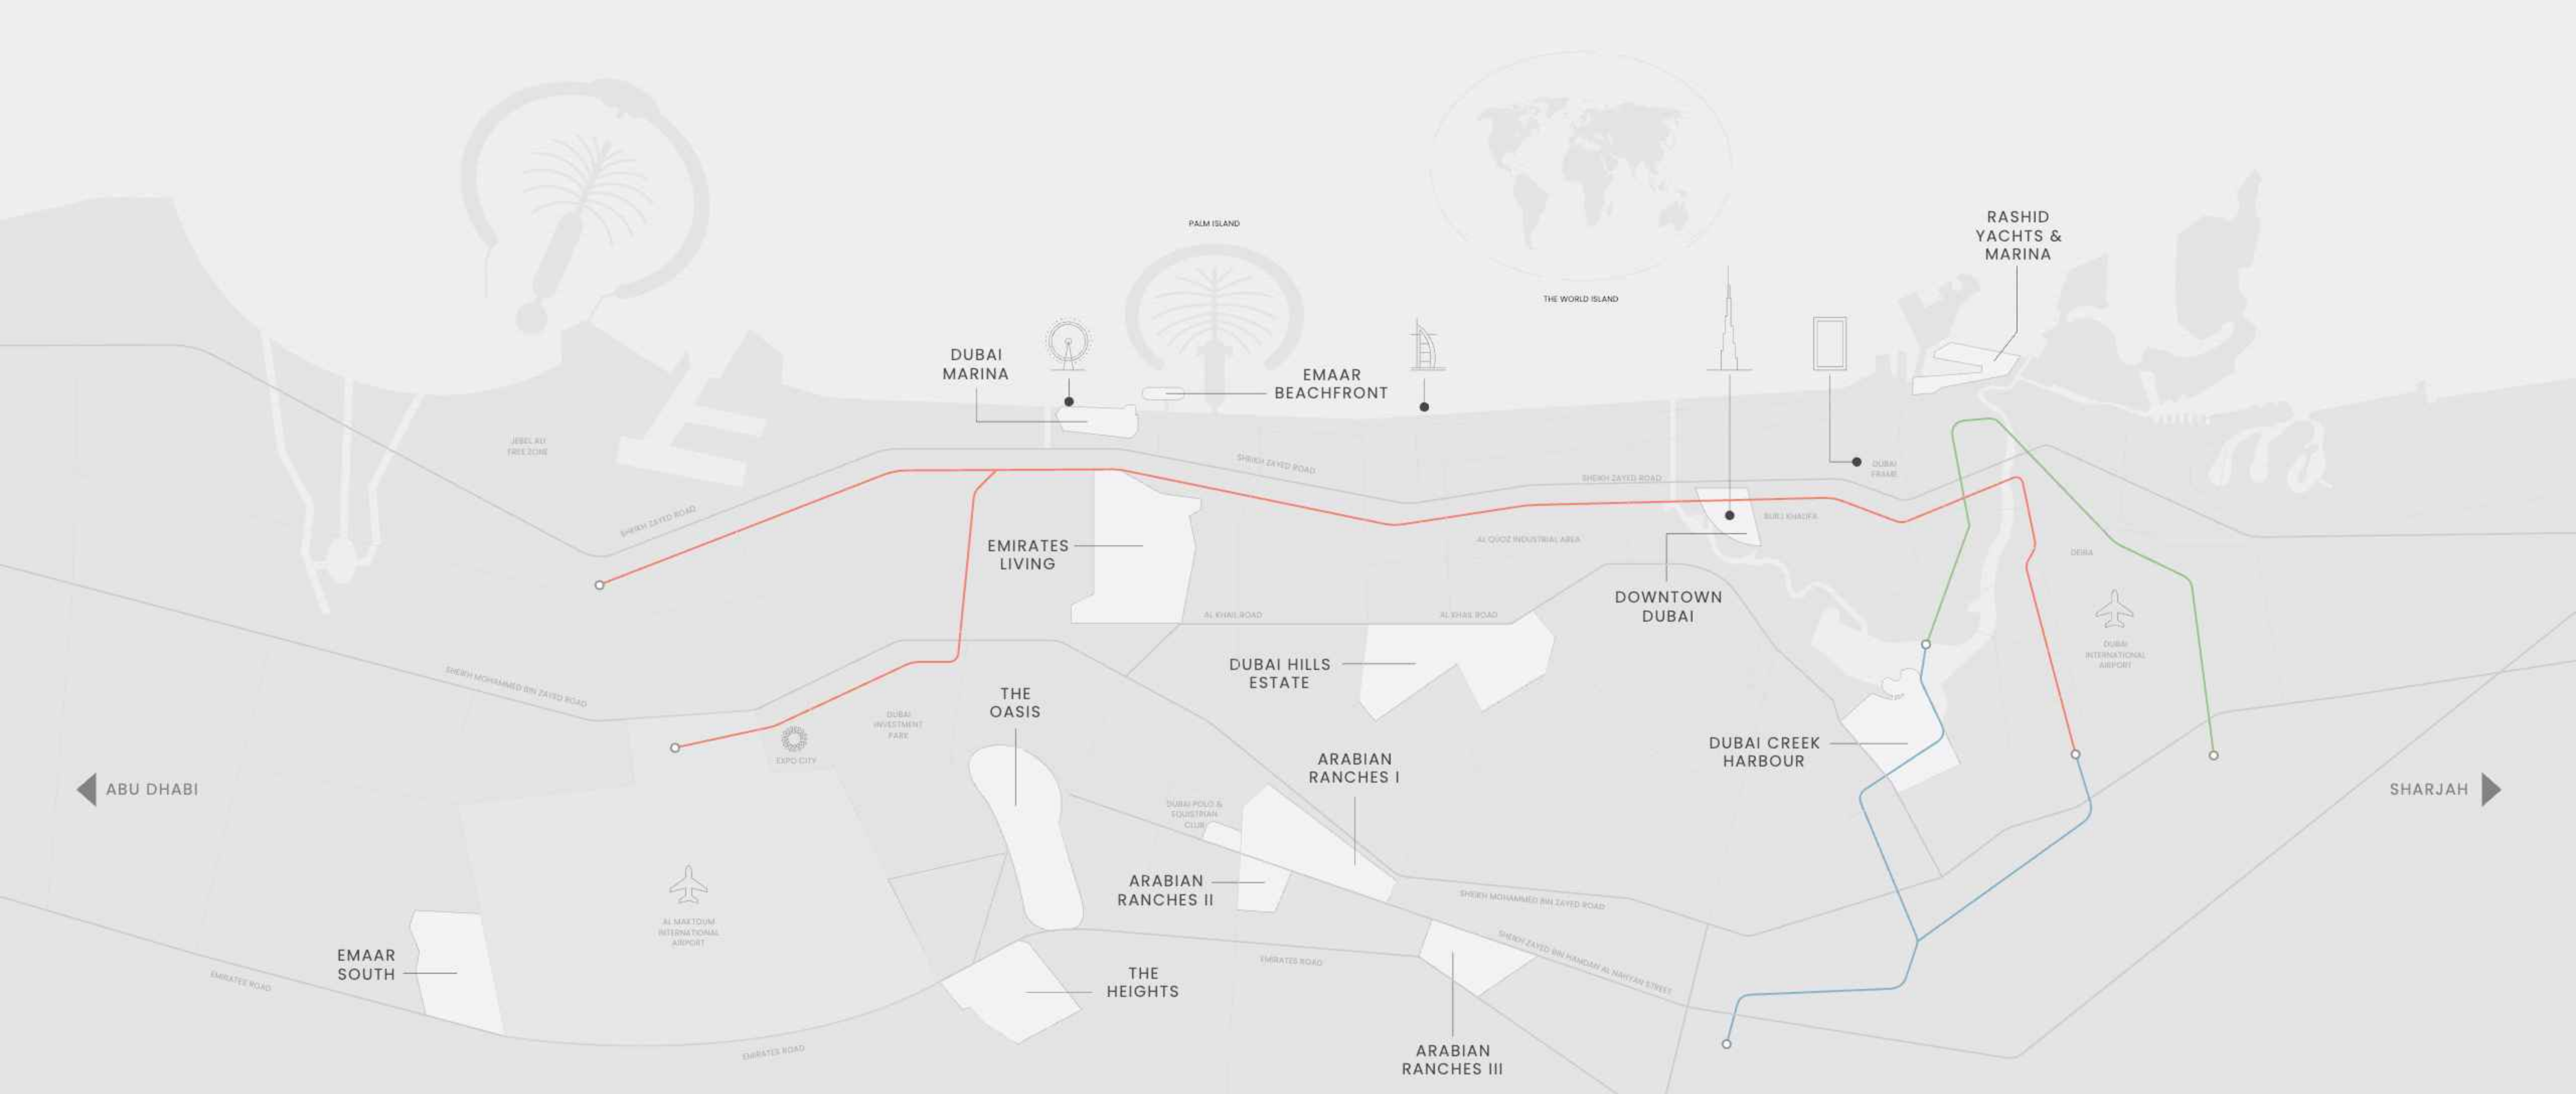 PALM ISLAND
THE WORLD ISLAND
RASHID
YACHTS &
MARINA
DUBAI
MARINA
EMAAR
BEACHFRONT
JEBEL ALI
FREE ZONE
SHEIKH ZAYED ROAD
SHEIKH ZAYED ROAD
SHEIKH ZAYED ROAD
DUBAI
FRAME
BURJ KHALIFA
AL QUOZ INDUSTRIAL AREA
DEIRA
EMIRATES
LIVING
DOWNTOWN
DUBAI
AL KHAIL ROAD
AL KHAIL ROAD
DUBAI
INTERNATIONAL
AIRPORT
DUBAI HILLS
ESTATE
SHEIKH MOHAMMED BIN ZAYED ROAD
THE
OASIS
DUBAI
INVESTMENT
PARK
EXPO CITY
DUBAI CREEK
HARBOUR
ARABIAN
RANCHES I
ABU DHABI
SHARJAH
DUBAI POLO &
EQUESTRIAN
CLUB
ARABIAN
RANCHES II
SHEIKH MOHAMMED BIN ZAYED ROAD
AL MAKTOUM
INTERNATIONAL
AIRPORT
SHEIKH ZAYED BIN HAMDAN AL NAHYAN STREET
EMAAR
SOUTH
EMIRATES ROAD
EMIRATES ROAD
THE
HEIGHTS
EMIRATES ROAD
ARABIAN
RANCHES III